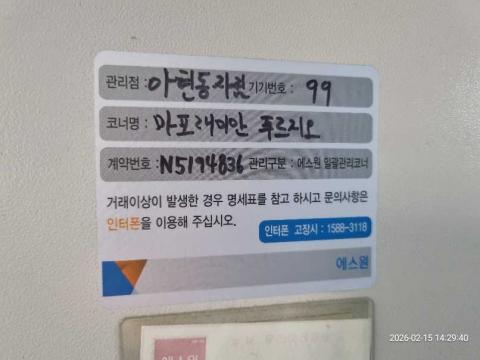 관리점 : 아현동지점 기기번호 : 99
코너명 : 마포래미안 푸르지오
계약번호 : N5194836 관리구분 : 에스원 일괄관리코너
거래이상이 발생한 경우 명세표를 참고 하시고 문의사항은
인터폰을 이용해 주십시오.
인터폰 고장시 : 1588-3118
에스원
에스원
2026-02-15 14:29:40